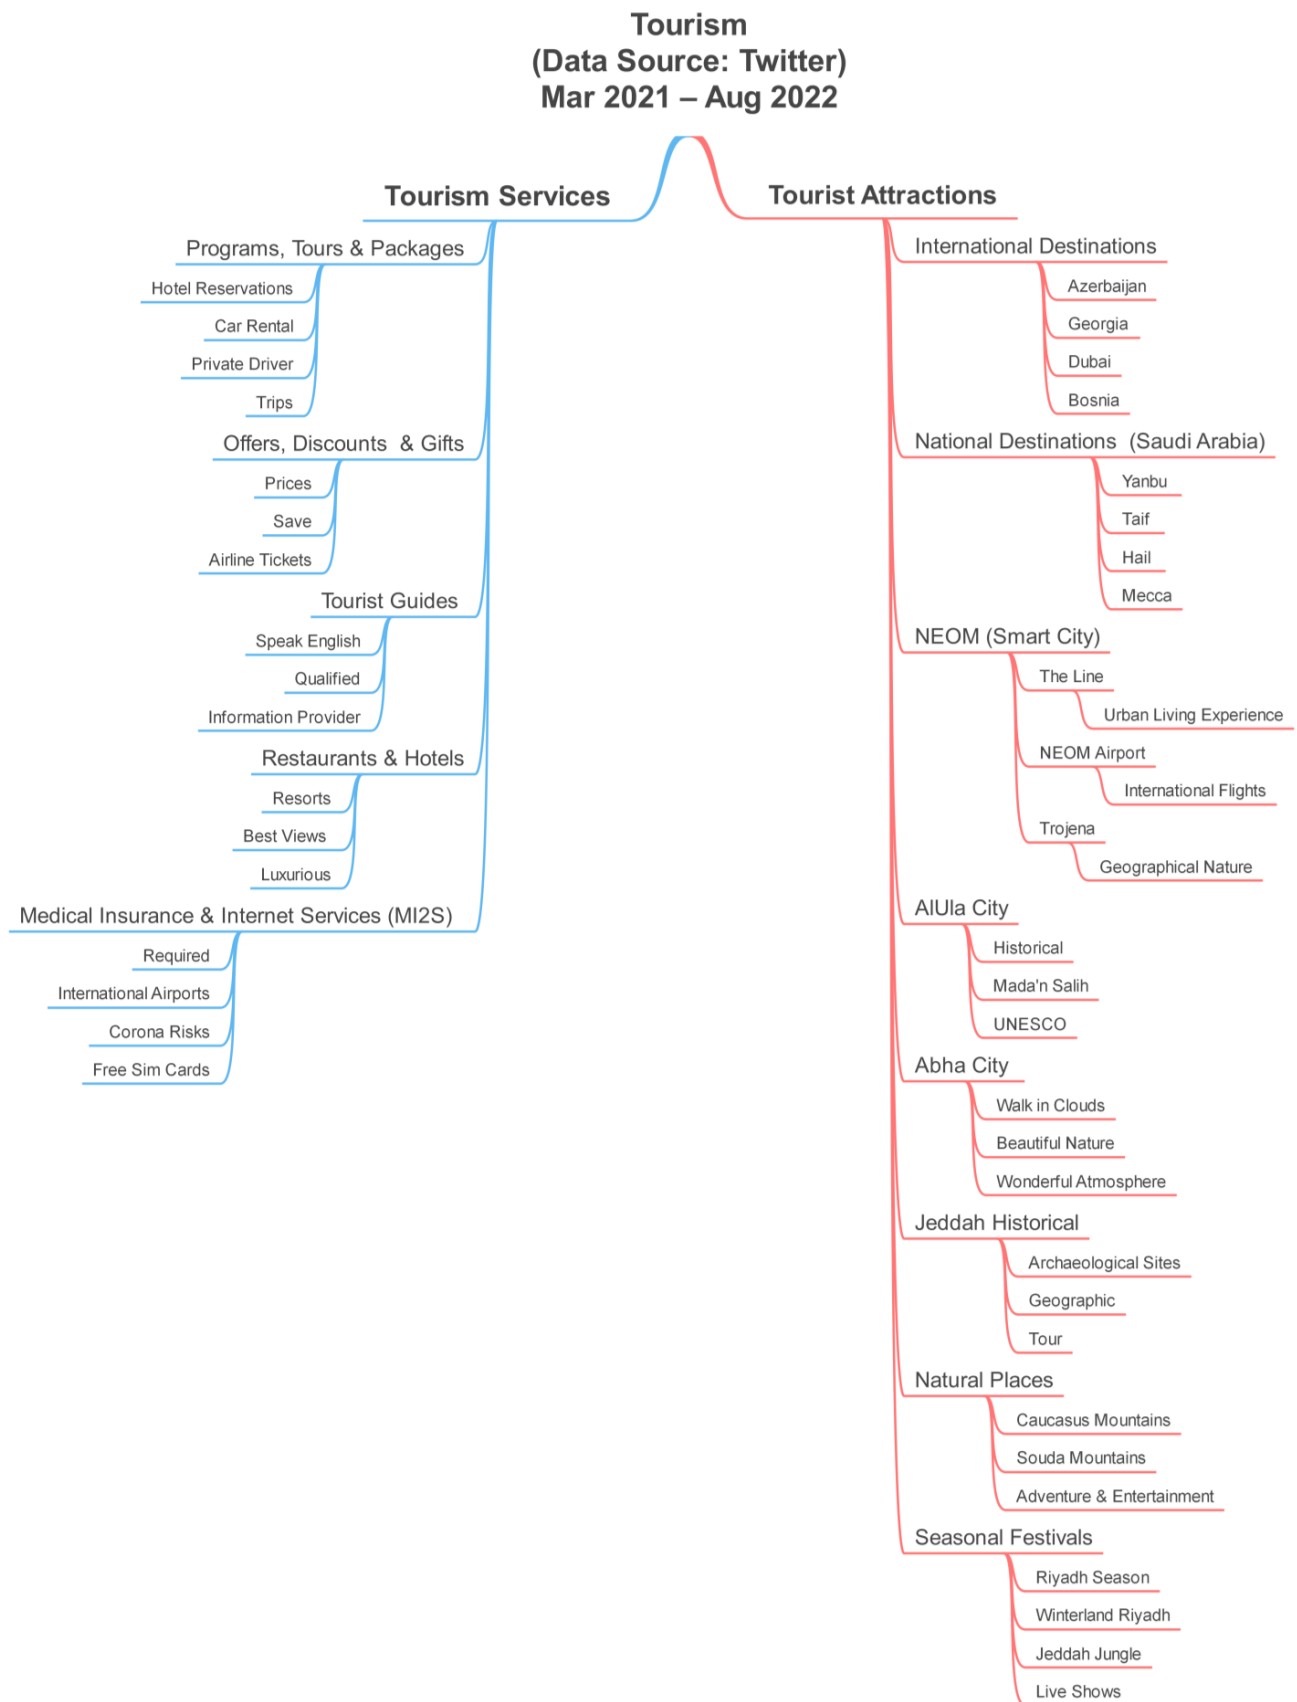 Tourism
(Data Source: Twitter)
Mar 2021 – Aug 2022
Tourism Services
Programs, Tours & Packages
Hotel Reservations
Car Rental
Private Driver
Trips
Offers, Discounts  & Gifts
Prices
Save
Airline Tickets
Tourist Guides
Speak English
Qualified
Information Provider
Restaurants & Hotels
Resorts
Best Views
Luxurious
Medical Insurance & Internet Services (MI2S)
Required
International Airports
Corona Risks
Free Sim Cards
Tourist Attractions
International Destinations
Azerbaijan
Georgia
Dubai
Bosnia
National Destinations  (Saudi Arabia)
Yanbu
Taif
Hail
Mecca
NEOM (Smart City)
The Line
Urban Living Experience
NEOM Airport
International Flights
Trojena
Geographical Nature
AlUla City
Historical
Mada'n Salih
UNESCO
Abha City
Walk in Clouds
Beautiful Nature
Wonderful Atmosphere
Jeddah Historical
Archaeological Sites
Geographic
Tour
Natural Places
Caucasus Mountains
Souda Mountains
Adventure & Entertainment
Seasonal Festivals
Riyadh Season
Winterland Riyadh
Jeddah Jungle
Live Shows